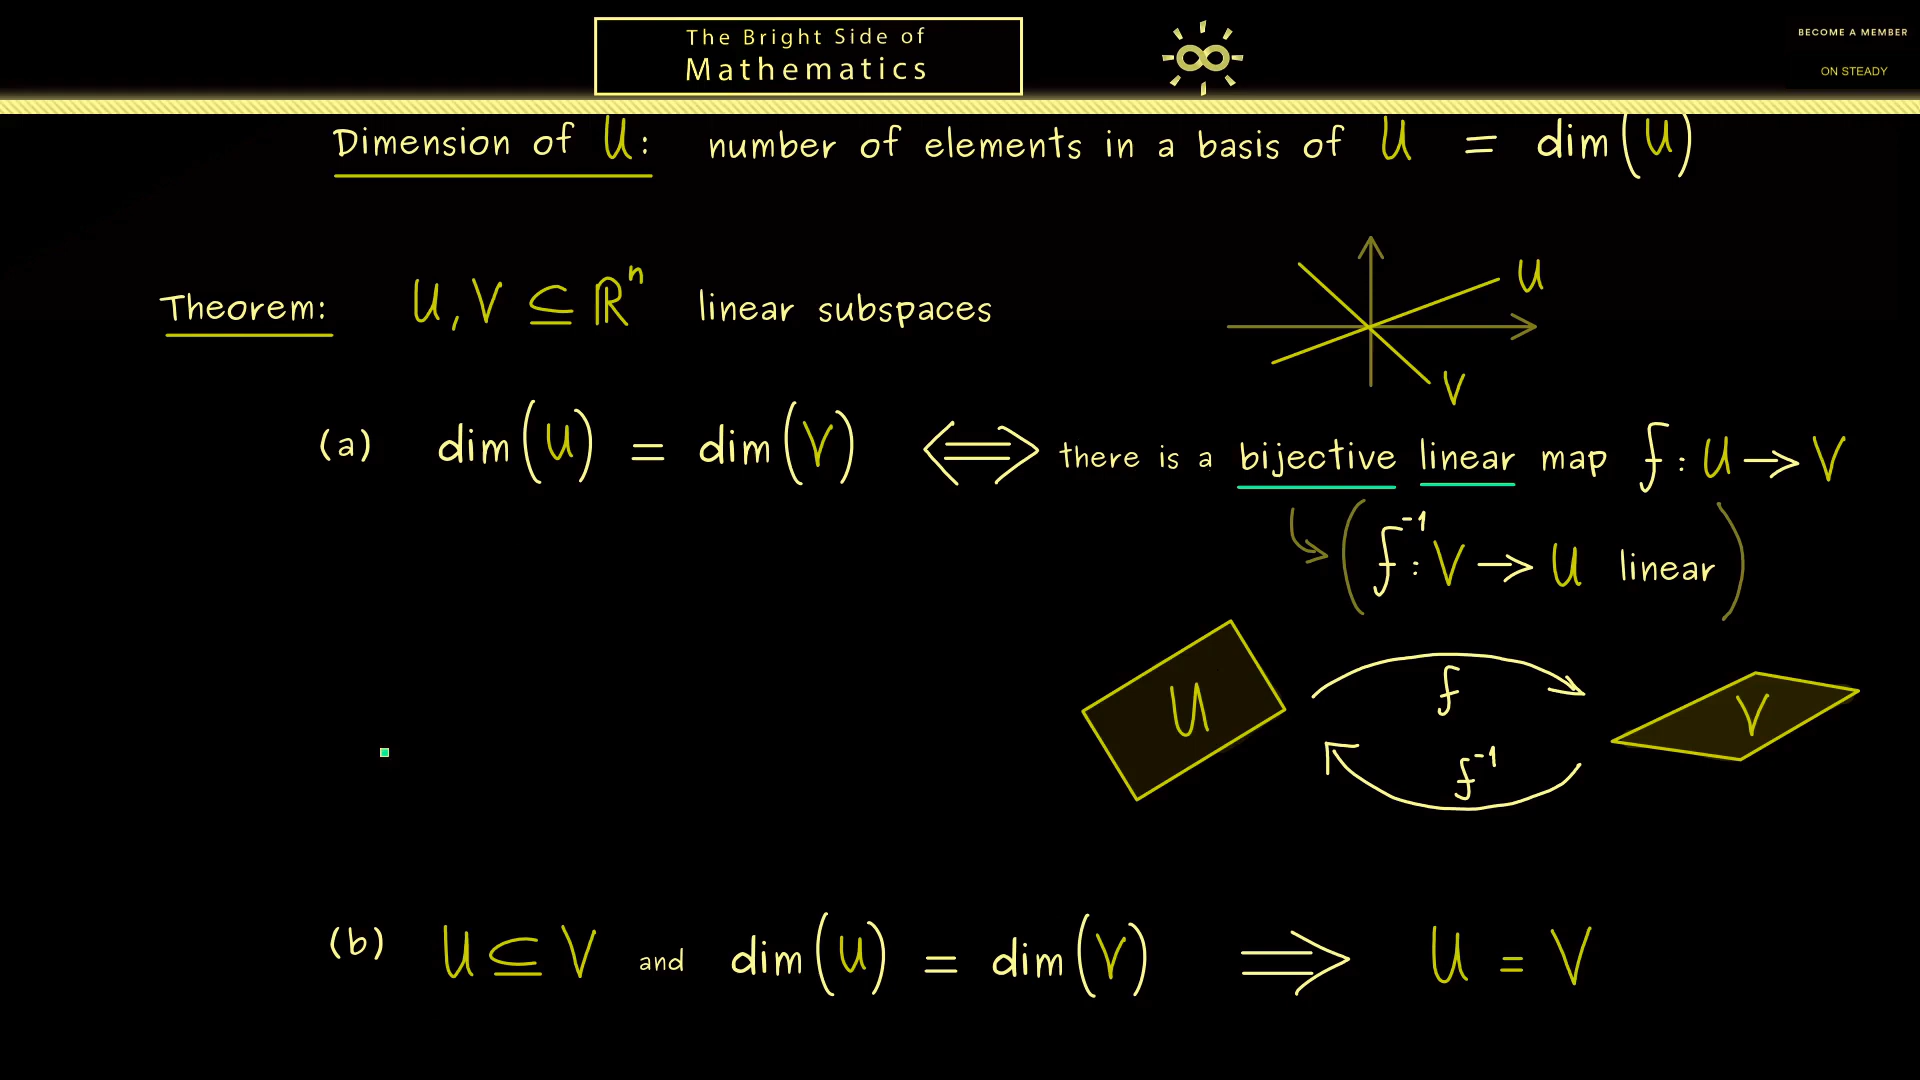 The Bright Side of
Mathematics
BECOME A MEMBER
ON STEADY
Dimension of U: number of elements in a basis of U = dim(U)
Theorem: U, V ⊆ ℝⁿ linear subspaces
U
V
(a) dim(U) = dim(V) ⟺ there is a bijective linear map f: U → V
(f⁻¹: V → U linear)
U
f
V
f⁻¹
(b) U ⊆ V and dim(U) = dim(V) ⟹ U = V